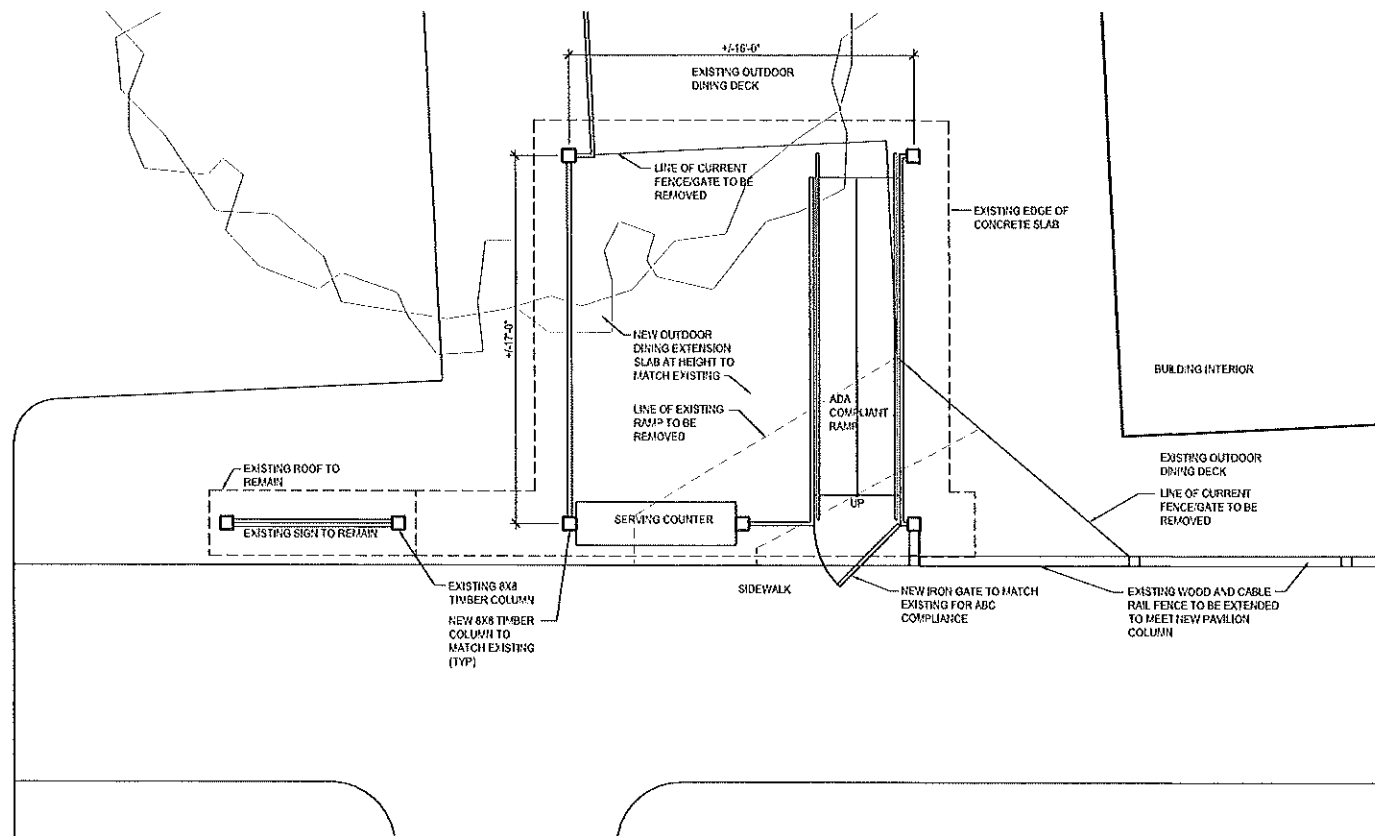 +/-16'-0"
EXISTING OUTDOOR
DINING DECK
LINE OF CURRENT
FENCE/GATE TO BE
REMOVED
EXISTING EDGE OF
CONCRETE SLAB
+/-17'-0"
NEW OUTDOOR
DINING EXTENSION
SLAB AT HEIGHT TO
MATCH EXISTING
BUILDING INTERIOR
LINE OF EXISTING
RAMP TO BE
REMOVED
ADA
COMPLIANT
RAMP
EXISTING OUTDOOR
DINING DECK
EXISTING ROOF TO
REMAIN
LINE OF CURRENT
FENCE/GATE TO BE
REMOVED
UP
SERVING COUNTER
EXISTING SIGN TO REMAIN
SIDEWALK
EXISTING 8X8
TIMBER COLUMN
NEW IRON GATE TO MATCH
EXISTING FOR ABC
COMPLIANCE
EXISTING WOOD AND CABLE
RAIL FENCE TO BE EXTENDED
TO MEET NEW PAVILION
COLUMN
NEW 8X8 TIMBER
COLUMN TO
MATCH EXISTING
(TYP)